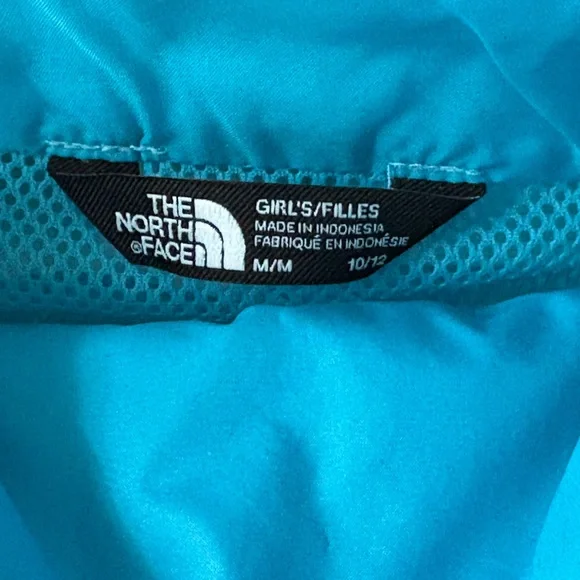 THE
NORTH
®FACE
GIRL'S/FILLES
MADE IN INDONESIA
FABRIQUÉ EN INDONÉSIE
M/M 10/12